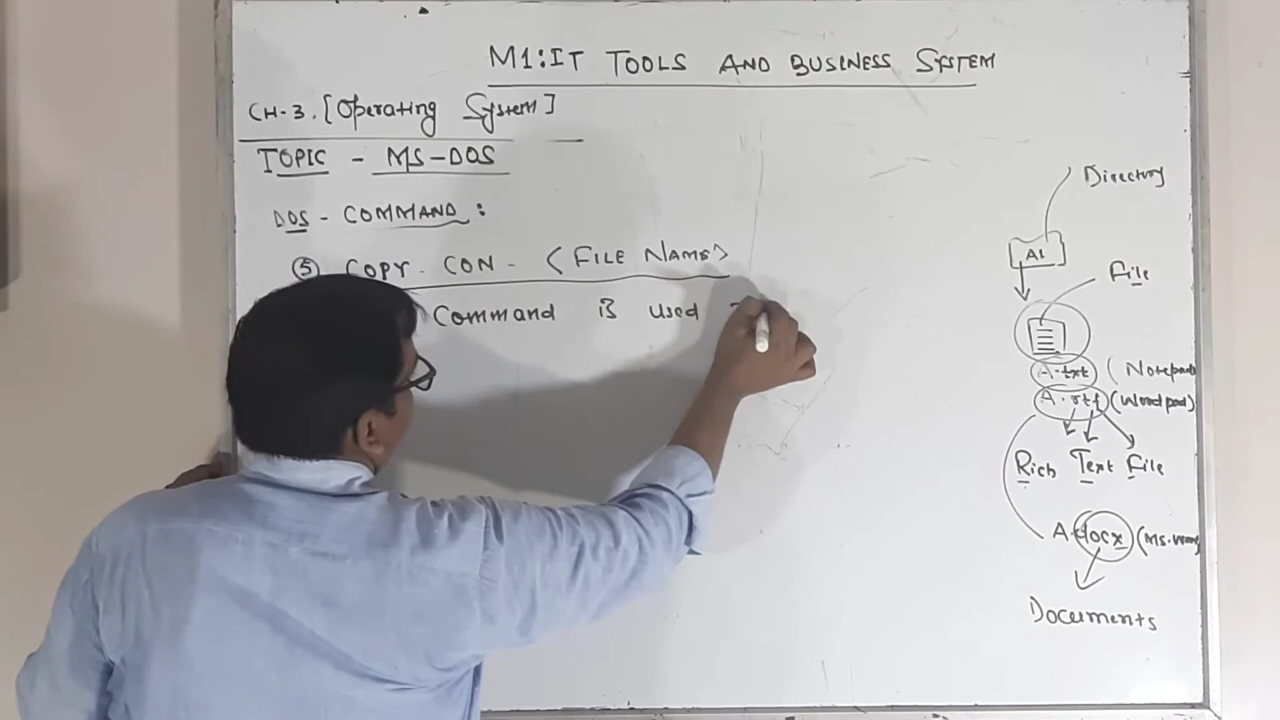 M1:IT TOOLS AND BUSINESS SYSTEM
CH-3. [Operating System]
TOPIC - MS-DOS
DOS - COMMAND :
⑤ COPY. CON - <FILE NAME>
Command is used
Directory
A1
File
A.txt (Notepad
A.rtf (Wordpad)
Rich Text File
A.docx (MS.Word
Documents